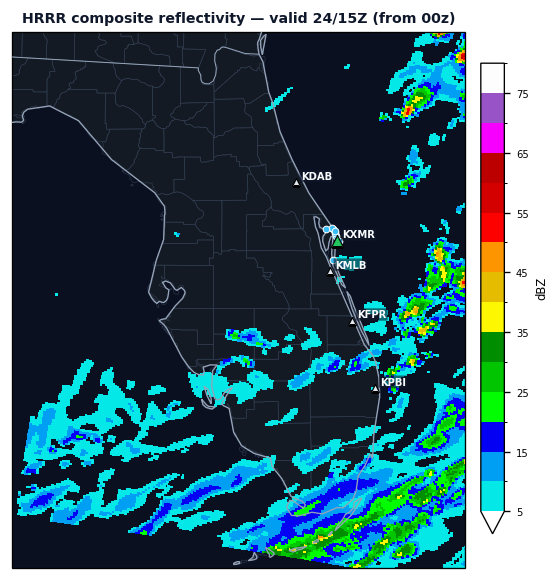 HRRR composite reflectivity — valid 24/15Z (from 00z)
KDAB
KXMR
KMLB
KFPR
KPBI
75
65
55
45
35
25
15
5
dBZ